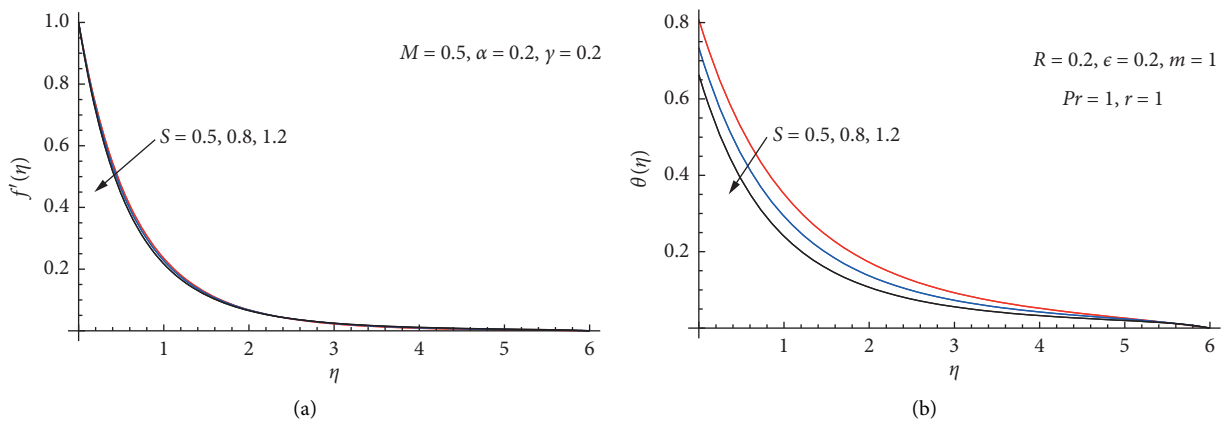 1.0
0.8
0.6
0.4
0.2
f′(η)
M = 0.5, α = 0.2, γ = 0.2
S = 0.5, 0.8, 1.2
1 2 3 4 5 6
η
(a)
0.8
0.6
0.4
0.2
θ(η)
R = 0.2, ϵ = 0.2, m = 1
Pr = 1, r = 1
S = 0.5, 0.8, 1.2
1 2 3 4 5 6
η
(b)